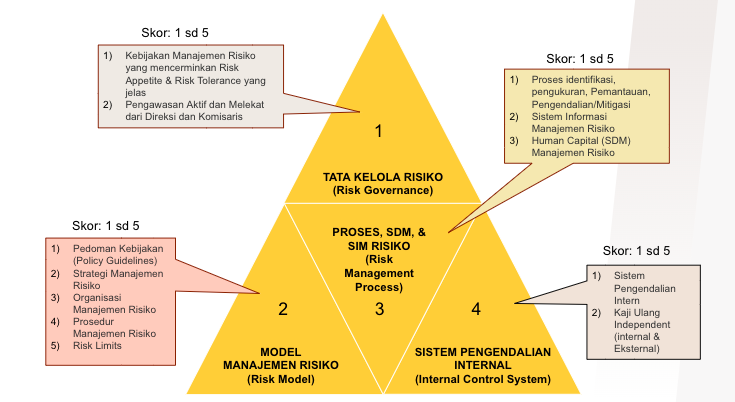 Skor: 1 sd 5
1) Kebijakan Manajemen Risiko
yang mencerminkan Risk
Appetite & Risk Tolerance yang
jelas
2) Pengawasan Aktif dan Melekat
dari Direksi dan Komisaris
Skor: 1 sd 5
1) Proses identifikasi,
pengukuran, Pemantauan,
Pengendalian/Mitigasi
2) Sistem Informasi
Manajemen Risiko
3) Human Capital (SDM)
Manajemen Risiko
1
TATA KELOLA RISIKO
(Risk Governance)
Skor: 1 sd 5
1) Pedoman Kebijakan
(Policy Guidelines)
2) Strategi Manajemen
Risiko
3) Organisasi
Manajemen Risiko
4) Prosedur
Manajemen Risiko
5) Risk Limits
2
MODEL
MANAJEMEN RISIKO
(Risk Model)
PROSES, SDM, &
SIM RISIKO
(Risk
Management
Process)
3
4
SISTEM PENGENDALIAN
INTERNAL
(Internal Control System)
Skor: 1 sd 5
1) Sistem
Pengendalian
Intern
2) Kaji Ulang
Independent
(internal &
Eksternal)